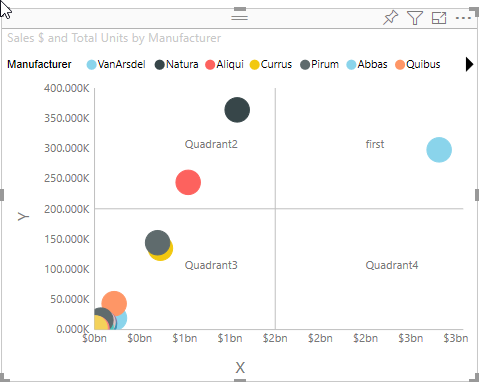 Sales $ and Total Units by Manufacturer
Manufacturer VanArsdel Natura Aliqui Currus Pirum Abbas Quibus
400.000K
350.000K
300.000K
250.000K
200.000K
150.000K
100.000K
50.000K
0.000K
Quadrant2 first
Quadrant3 Quadrant4
Y
$0bn $0bn $1bn $1bn $2bn $2bn $2bn $3bn $3bn
X